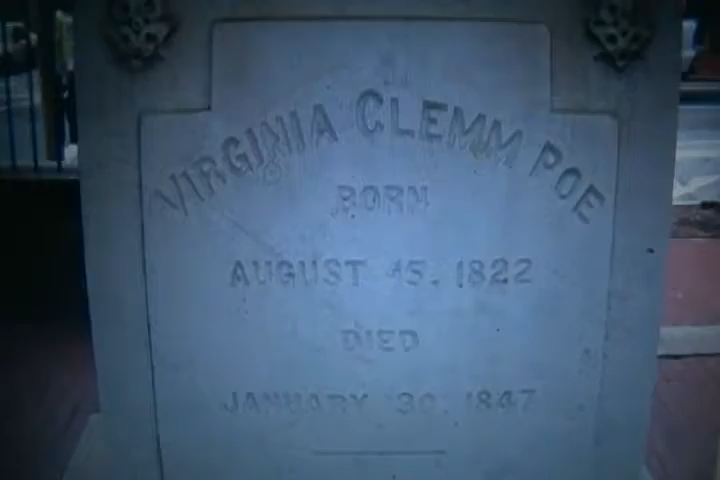 VIRGINIA CLEMM POE
BORN
AUGUST 15, 1822
DIED
JANUARY 30, 1847